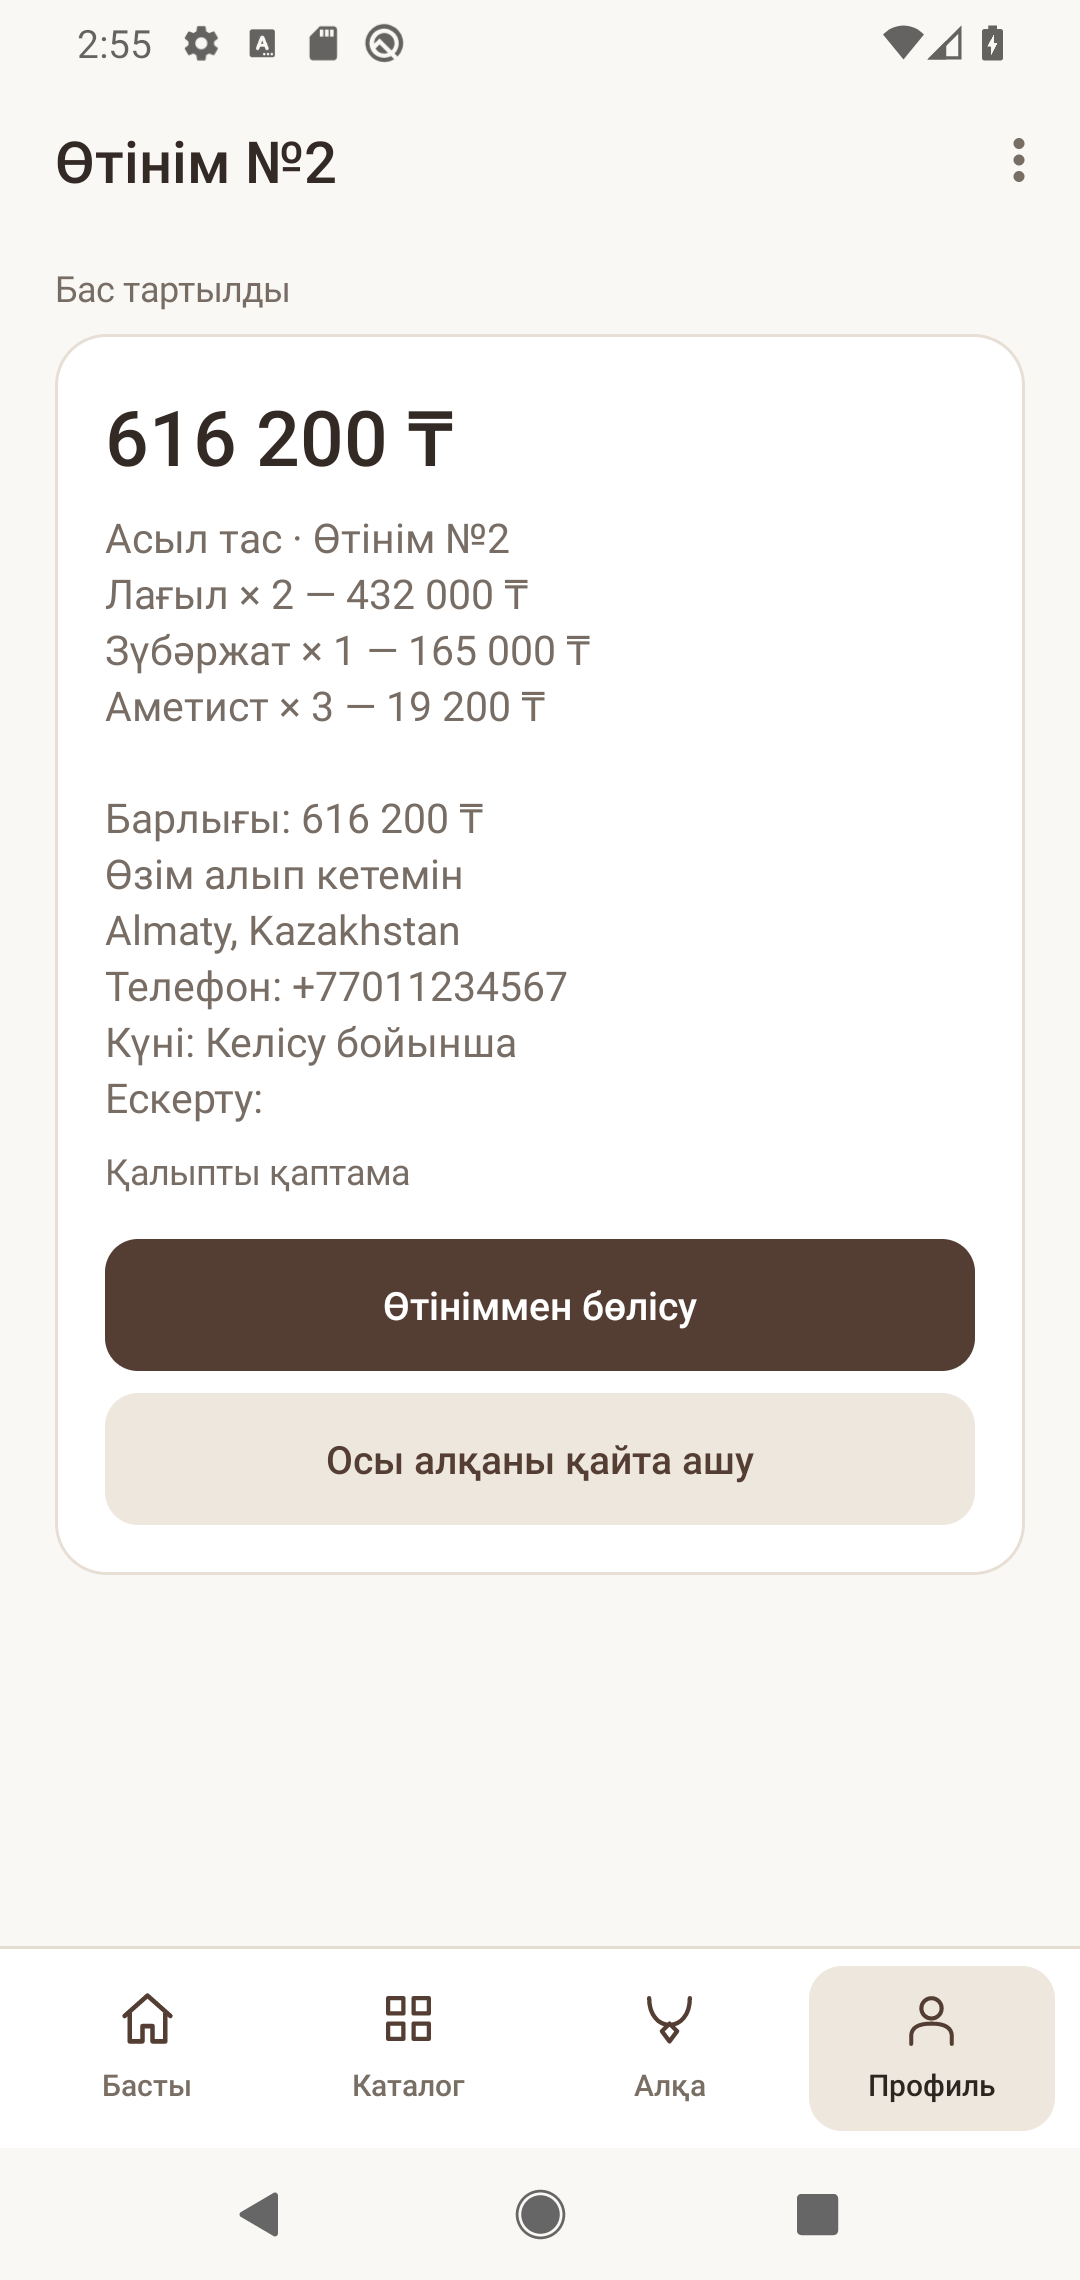 2:55
Өтінім №2
Бас тартылды
616 200 ₸
Асыл тас · Өтінім №2
Лағыл × 2 — 432 000 ₸
Зүбәржат × 1 — 165 000 ₸
Аметист × 3 — 19 200 ₸
Барлығы: 616 200 ₸
Өзім алып кетемін
Almaty, Kazakhstan
Телефон: +77011234567
Күні: Келісу бойынша
Ескерту:
Қалыпты қаптама
Өтініммен бөлісу
Осы алқаны қайта ашу
Басты
Каталог
Алқа
Профиль